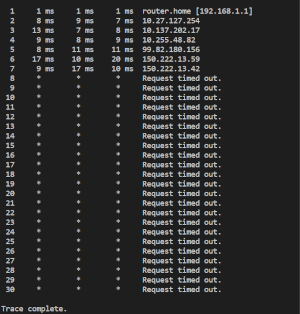 1 1 ms 1 ms 1 ms router.home [192.168.1.1]
2 8 ms 9 ms 7 ms 10.27.127.254
3 13 ms 7 ms 8 ms 10.137.202.17
4 9 ms 8 ms 9 ms 10.255.48.82
5 8 ms 11 ms 11 ms 99.82.180.156
6 17 ms 10 ms 20 ms 150.222.13.59
7 9 ms 17 ms 10 ms 150.222.13.42
8 * * * Request timed out.
9 * * * Request timed out.
10 * * * Request timed out.
11 * * * Request timed out.
12 * * * Request timed out.
13 * * * Request timed out.
14 * * * Request timed out.
15 * * * Request timed out.
16 * * * Request timed out.
17 * * * Request timed out.
18 * * * Request timed out.
19 * * * Request timed out.
20 * * * Request timed out.
21 * * * Request timed out.
22 * * * Request timed out.
23 * * * Request timed out.
24 * * * Request timed out.
25 * * * Request timed out.
26 * * * Request timed out.
27 * * * Request timed out.
28 * * * Request timed out.
29 * * * Request timed out.
30 * * * Request timed out.
Trace complete.